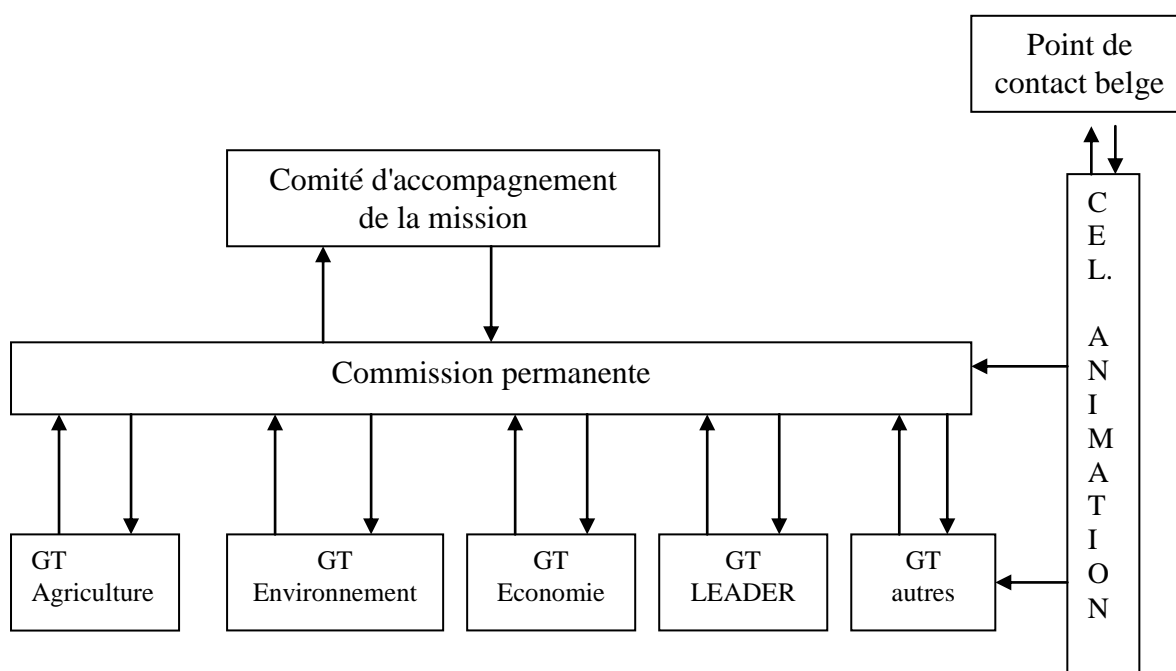 Point de
contact belge
Comité d'accompagnement
de la mission
C
E
L.
A
N
I
M
A
T
I
O
N
Commission permanente
GT
Agriculture
GT
Environnement
GT
Economie
GT
LEADER
GT
autres